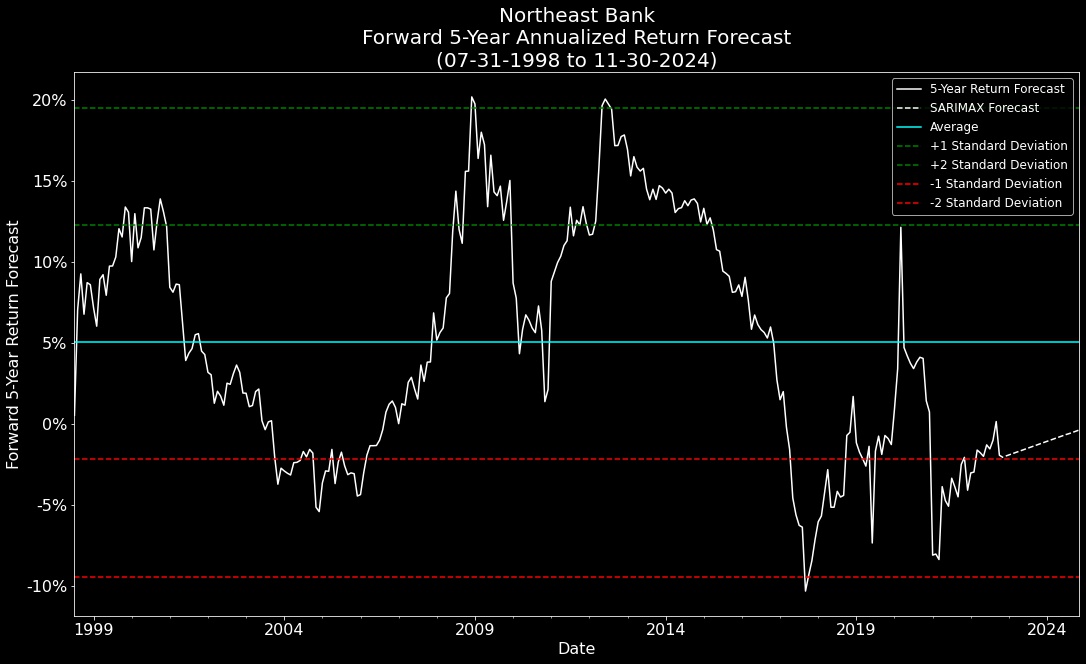 Northeast Bank
Forward 5-Year Annualized Return Forecast
(07-31-1998 to 11-30-2024)
5-Year Return Forecast
SARIMAX Forecast
Average
+1 Standard Deviation
+2 Standard Deviation
-1 Standard Deviation
-2 Standard Deviation
Forward 5-Year Return Forecast
20%
15%
10%
5%
0%
-5%
-10%
1999 2004 2009 2014 2019 2024
Date